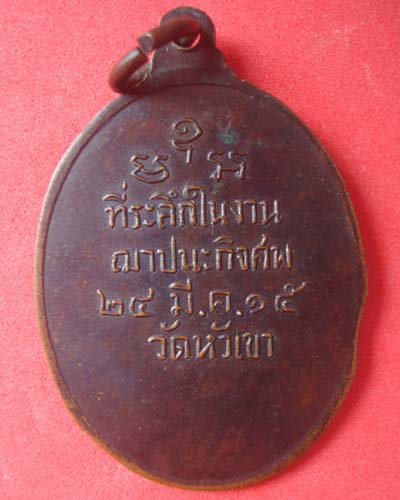 ที่ระลึกในงาน
ฌาปนะกิจศพ
๒๔ มี.ค.๑๕
วัดหัวเขา